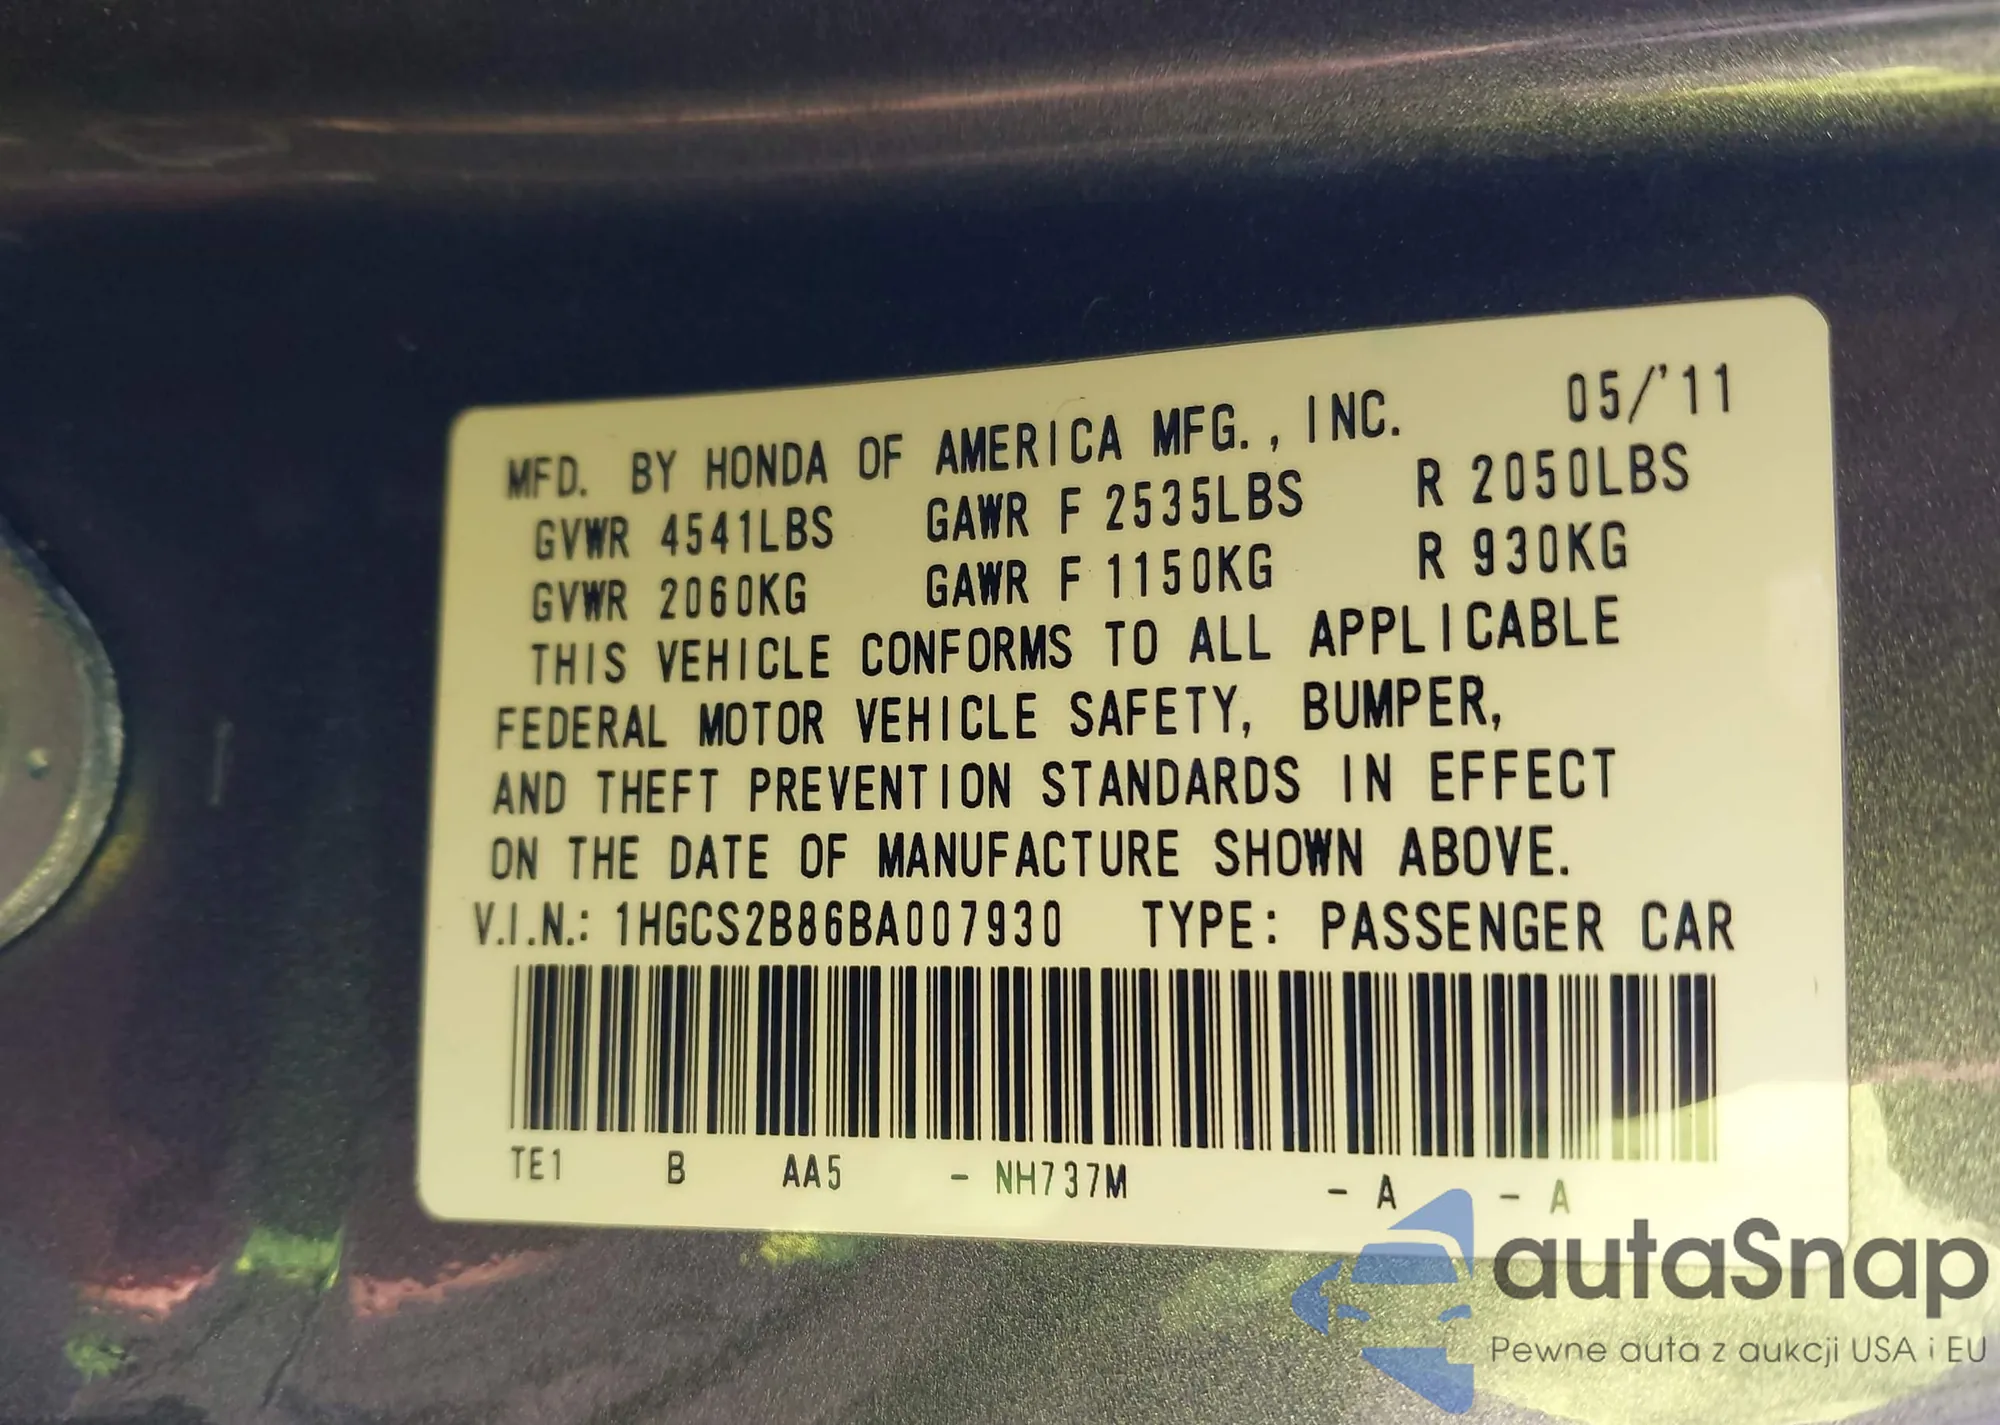 MFD. BY HONDA OF AMERICA MFG., INC. 05/'11
GVWR 4541LBS GAWR F 2535LBS R 2050LBS
GVWR 2060KG GAWR F 1150KG R 930KG
THIS VEHICLE CONFORMS TO ALL APPLICABLE
FEDERAL MOTOR VEHICLE SAFETY, BUMPER,
AND THEFT PREVENTION STANDARDS IN EFFECT
ON THE DATE OF MANUFACTURE SHOWN ABOVE.
V.I.N.: 1HGCS2B86BA007930 TYPE: PASSENGER CAR
TE1 B AA5 - NH737M - A - A
autaSnap
Pewne auta z aukcji USA i EU